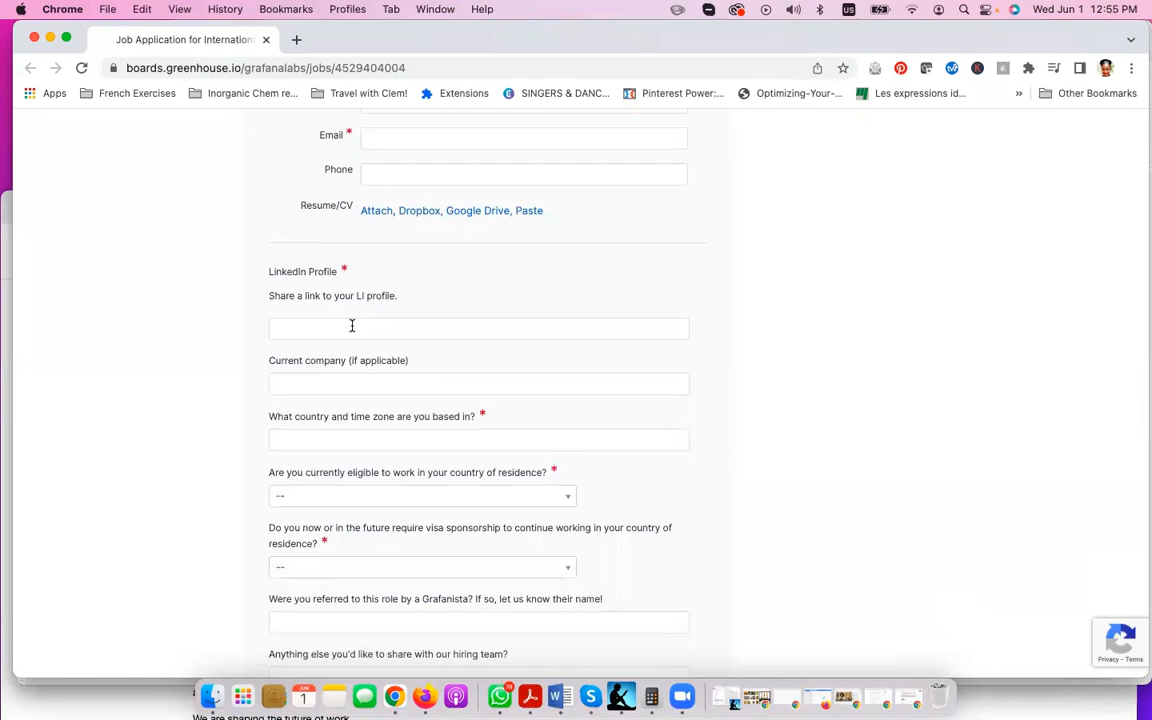 Chrome File Edit View History Bookmarks Profiles Tab Window Help US Wed Jun 1 12:55 PM
Job Application for Internation
boards.greenhouse.io/grafanalabs/jobs/4529404004
Apps French Exercises Inorganic Chem re... Travel with Clem! Extensions SINGERS & DANC... Pinterest Power:... Optimizing-Your-... Les expressions id... » Other Bookmarks
Email *
Phone
Resume/CV Attach, Dropbox, Google Drive, Paste
LinkedIn Profile *
Share a link to your LI profile.
Current company (if applicable)
What country and time zone are you based in? *
Are you currently eligible to work in your country of residence? *
--
Do you now or in the future require visa sponsorship to continue working in your country of
residence? *
--
Were you referred to this role by a Grafanista? If so, let us know their name!
Anything else you'd like to share with our hiring team?
Privacy - Terms
We are shaping the future of work